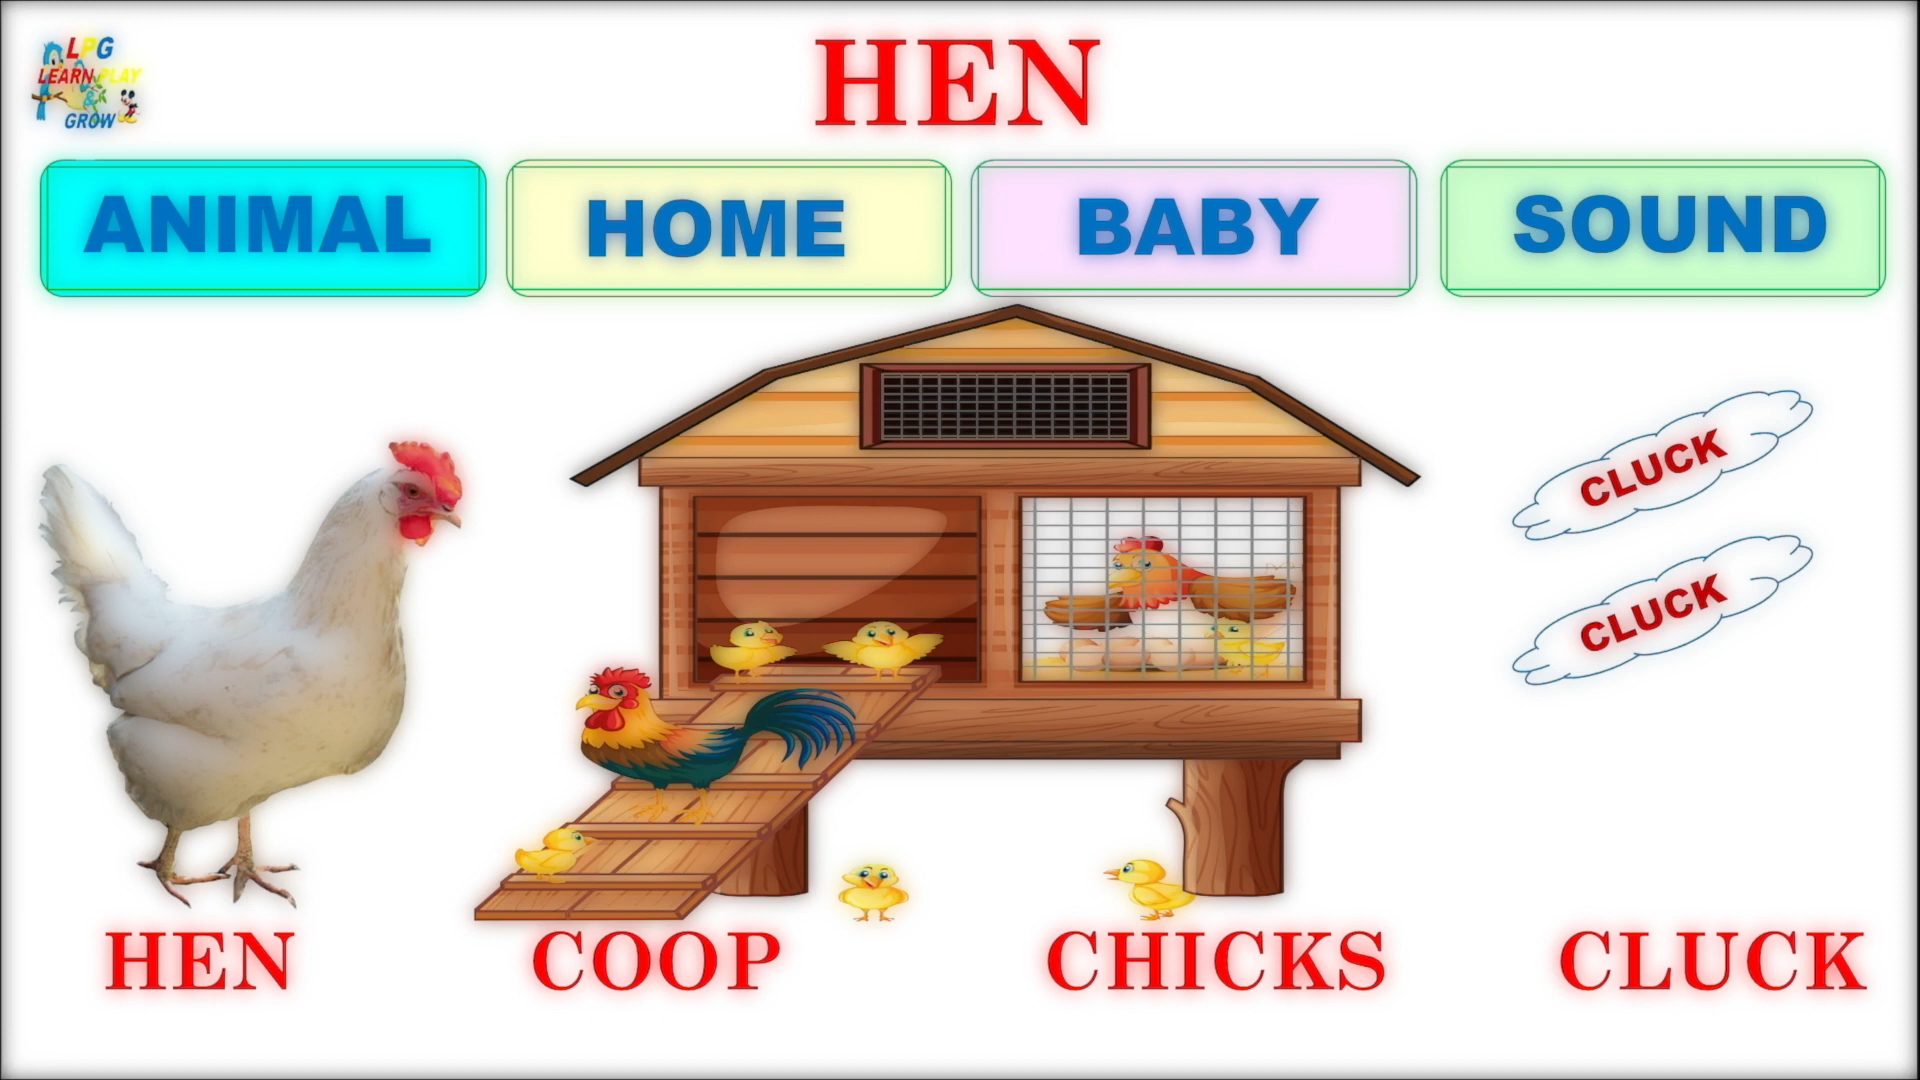 LPG
LEARN PLAY
&
GROW
HEN
ANIMAL
HOME
BABY
SOUND
CLUCK
CLUCK
HEN
COOP
CHICKS
CLUCK